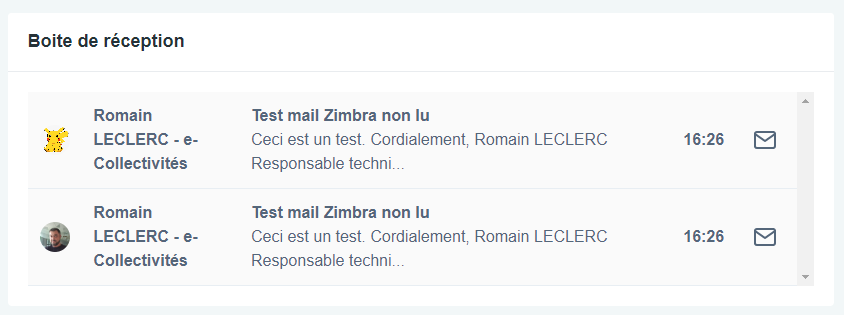 Boite de réception
Romain
LECLERC - e-
Collectivités
Test mail Zimbra non lu
Ceci est un test. Cordialement, Romain LECLERC
Responsable techni...
16:26
Romain
LECLERC - e-
Collectivités
Test mail Zimbra non lu
Ceci est un test. Cordialement, Romain LECLERC
Responsable techni...
16:26